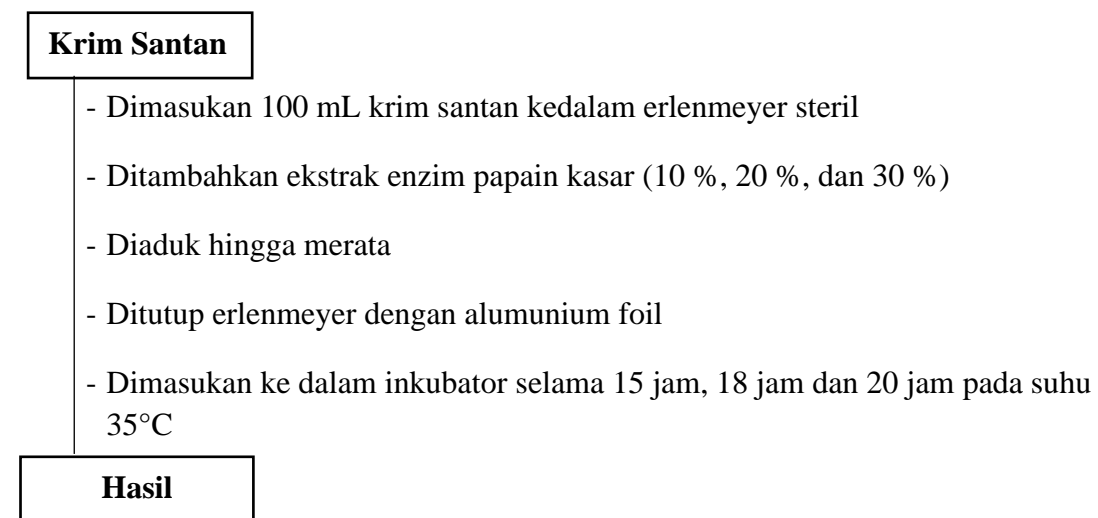 Krim Santan
- Dimasukan 100 mL krim santan kedalam erlenmeyer steril
- Ditambahkan ekstrak enzim papain kasar (10 %, 20 %, dan 30 %)
- Diaduk hingga merata
- Ditutup erlenmeyer dengan alumunium foil
- Dimasukan ke dalam inkubator selama 15 jam, 18 jam dan 20 jam pada suhu
35°C
Hasil